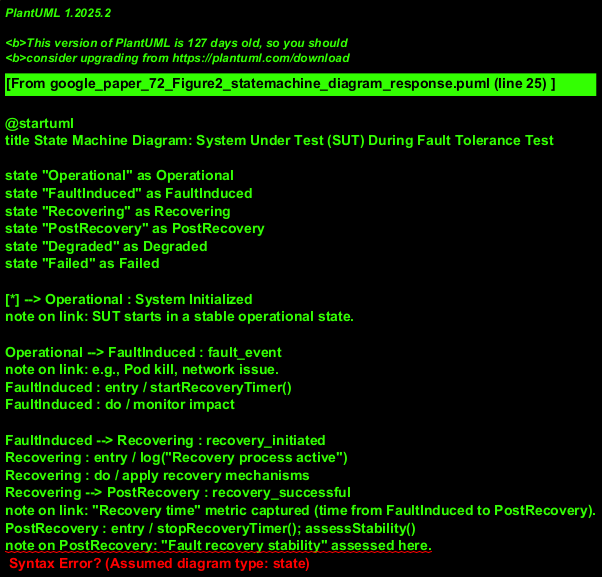 PlantUML 1.2025.2
<b>This version of PlantUML is 127 days old, so you should
<b>consider upgrading from https://plantuml.com/download
[From google_paper_72_Figure2_statemachine_diagram_response.puml (line 25) ]
@startuml
title State Machine Diagram: System Under Test (SUT) During Fault Tolerance Test
state "Operational" as Operational
state "FaultInduced" as FaultInduced
state "Recovering" as Recovering
state "PostRecovery" as PostRecovery
state "Degraded" as Degraded
state "Failed" as Failed
[*] --> Operational : System Initialized
note on link: SUT starts in a stable operational state.
Operational --> FaultInduced : fault_event
note on link: e.g., Pod kill, network issue.
FaultInduced : entry / startRecoveryTimer()
FaultInduced : do / monitor impact
FaultInduced --> Recovering : recovery_initiated
Recovering : entry / log("Recovery process active")
Recovering : do / apply recovery mechanisms
Recovering --> PostRecovery : recovery_successful
note on link: "Recovery time" metric captured (time from FaultInduced to PostRecovery).
PostRecovery : entry / stopRecoveryTimer(); assessStability()
note on PostRecovery: "Fault recovery stability" assessed here.
Syntax Error? (Assumed diagram type: state)